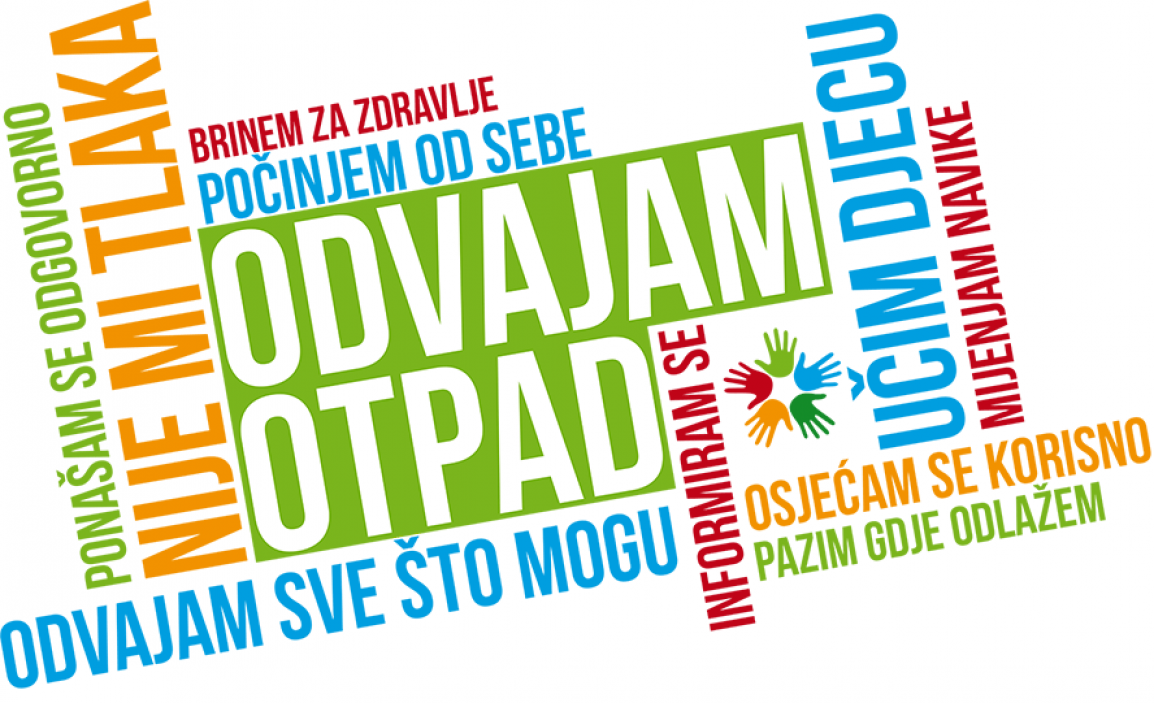 PONAŠAM SE ODGOVORNO
NIJE MI TLAKA
BRINEM ZA ZDRAVLJE
POČINJEM OD SEBE
ODVAJAM
OTPAD
ODVAJAM SVE ŠTO MOGU
INFORMIRAM SE
UČIM DJECU
MIJENJAM NAVIKE
OSJEĆAM SE KORISNO
PAZIM GDJE ODLAŽEM